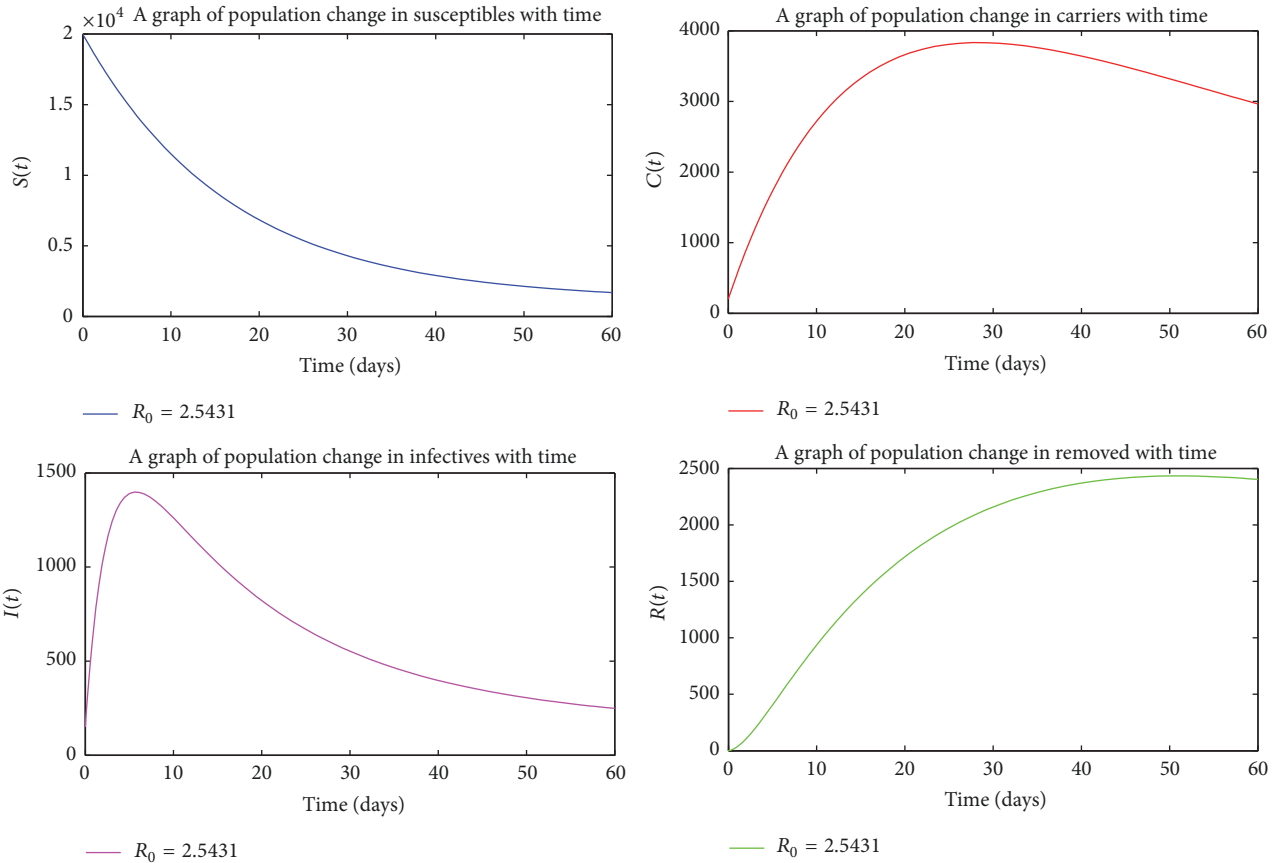 A graph of population change in susceptibles with time
×10⁴
2
1.5
1
0.5
0
S(t)
0 10 20 30 40 50 60
Time (days)
R₀ = 2.5431
A graph of population change in carriers with time
4000
3000
2000
1000
0
C(t)
0 10 20 30 40 50 60
Time (days)
R₀ = 2.5431
A graph of population change in infectives with time
1500
1000
500
0
I(t)
0 10 20 30 40 50 60
Time (days)
R₀ = 2.5431
A graph of population change in removed with time
2500
2000
1500
1000
500
0
R(t)
0 10 20 30 40 50 60
Time (days)
R₀ = 2.5431